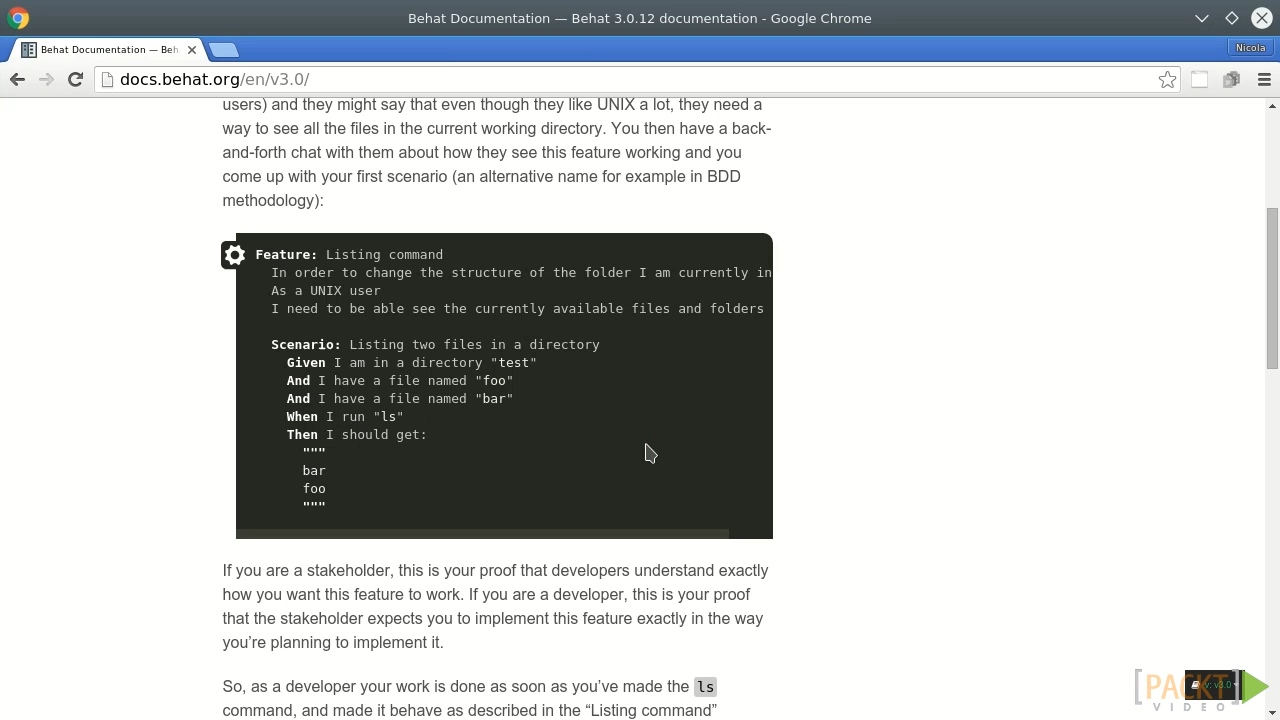 Behat Documentation — Behat 3.0.12 documentation - Google Chrome
Behat Documentation — Beh
Nicola
docs.behat.org/en/v3.0/
users) and they might say that even though they like UNIX a lot, they need a
way to see all the files in the current working directory. You then have a back-
and-forth chat with them about how they see this feature working and you
come up with your first scenario (an alternative name for example in BDD
methodology):
Feature: Listing command
In order to change the structure of the folder I am currently in
As a UNIX user
I need to be able see the currently available files and folders
Scenario: Listing two files in a directory
Given I am in a directory "test"
And I have a file named "foo"
And I have a file named "bar"
When I run "ls"
Then I should get:
"""
bar
foo
"""
If you are a stakeholder, this is your proof that developers understand exactly
how you want this feature to work. If you are a developer, this is your proof
that the stakeholder expects you to implement this feature exactly in the way
you’re planning to implement it.
So, as a developer your work is done as soon as you’ve made the ls
command, and made it behave as described in the “Listing command”
v: v3.0
[PACKT]
VIDEO